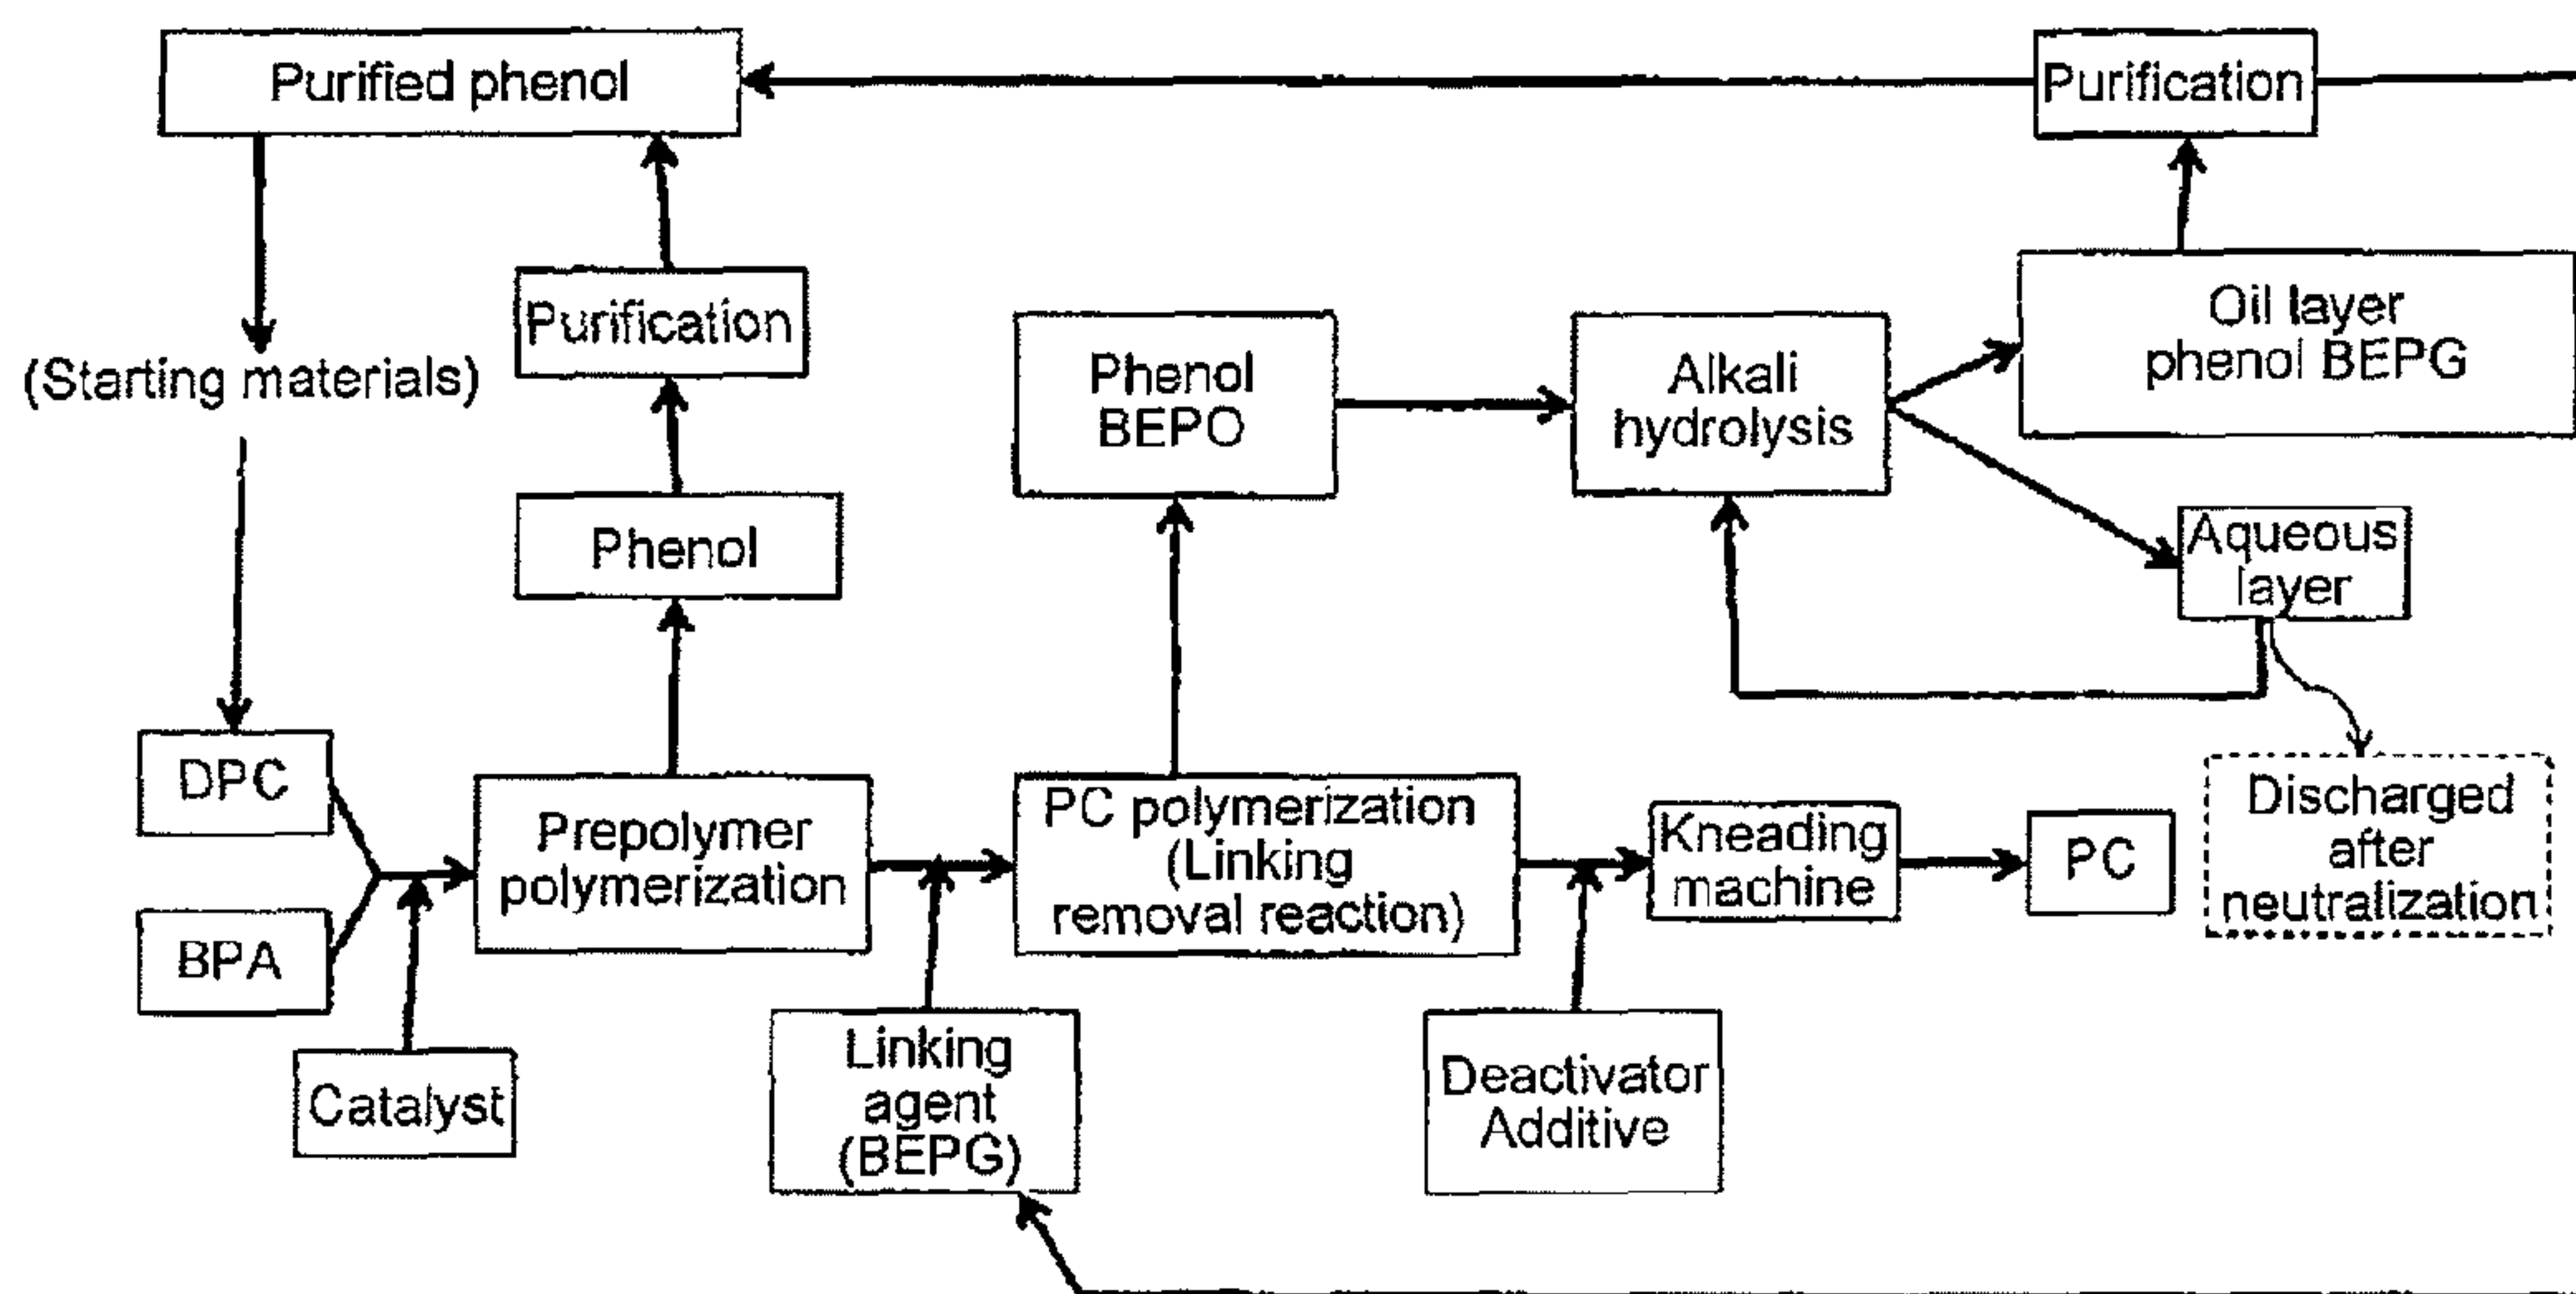 Purified phenol
Purification
Purification
Oil layer
phenol BEPG
(Starting materials)
Phenol
BEPO
Alkali
hydrolysis
Phenol
Aqueous
layer
DPC
Prepolymer
polymerization
PC polymerization
(Linking
removal reaction)
Kneading
machine
PC
Discharged
after
neutralization
BPA
Catalyst
Linking
agent
(BEPG)
Deactivator
Additive